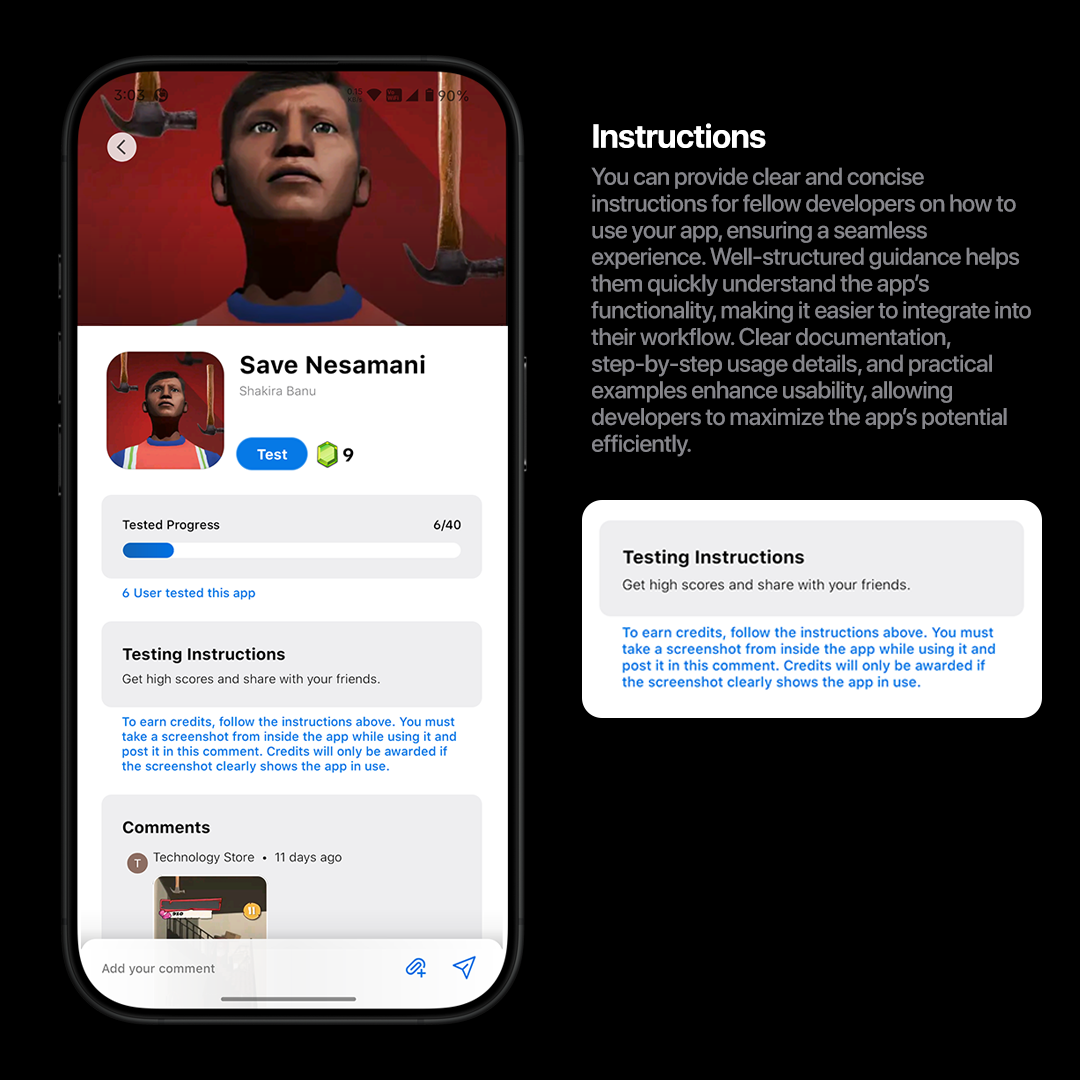 3:03
90%
Save Nesamani
Shakira Banu
Test
9
Tested Progress
6/40
6 User tested this app
Testing Instructions
Get high scores and share with your friends.
To earn credits, follow the instructions above. You must
take a screenshot from inside the app while using it and
post it in this comment. Credits will only be awarded if
the screenshot clearly shows the app in use.
Comments
T
Technology Store • 11 days ago
950
11
Add your comment
Instructions
You can provide clear and concise
instructions for fellow developers on how to
use your app, ensuring a seamless
experience. Well-structured guidance helps
them quickly understand the app’s
functionality, making it easier to integrate into
their workflow. Clear documentation,
step-by-step usage details, and practical
examples enhance usability, allowing
developers to maximize the app’s potential
efficiently.
Testing Instructions
Get high scores and share with your friends.
To earn credits, follow the instructions above. You must
take a screenshot from inside the app while using it and
post it in this comment. Credits will only be awarded if
the screenshot clearly shows the app in use.